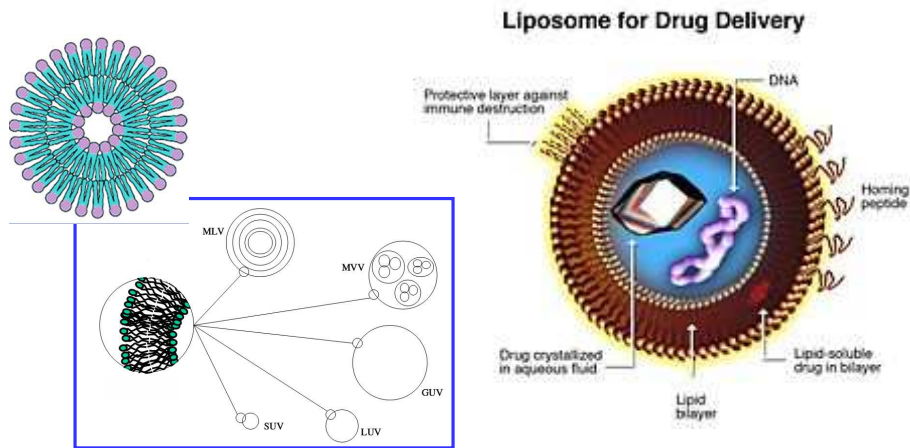 Liposome for Drug Delivery
Protective layer against
immune destruction
DNA
Homing
peptide
Drug crystallized
in aqueous fluid
Lipid
bilayer
Lipid-soluble
drug in bilayer
MLV
MVV
GUV
LUV
SUV